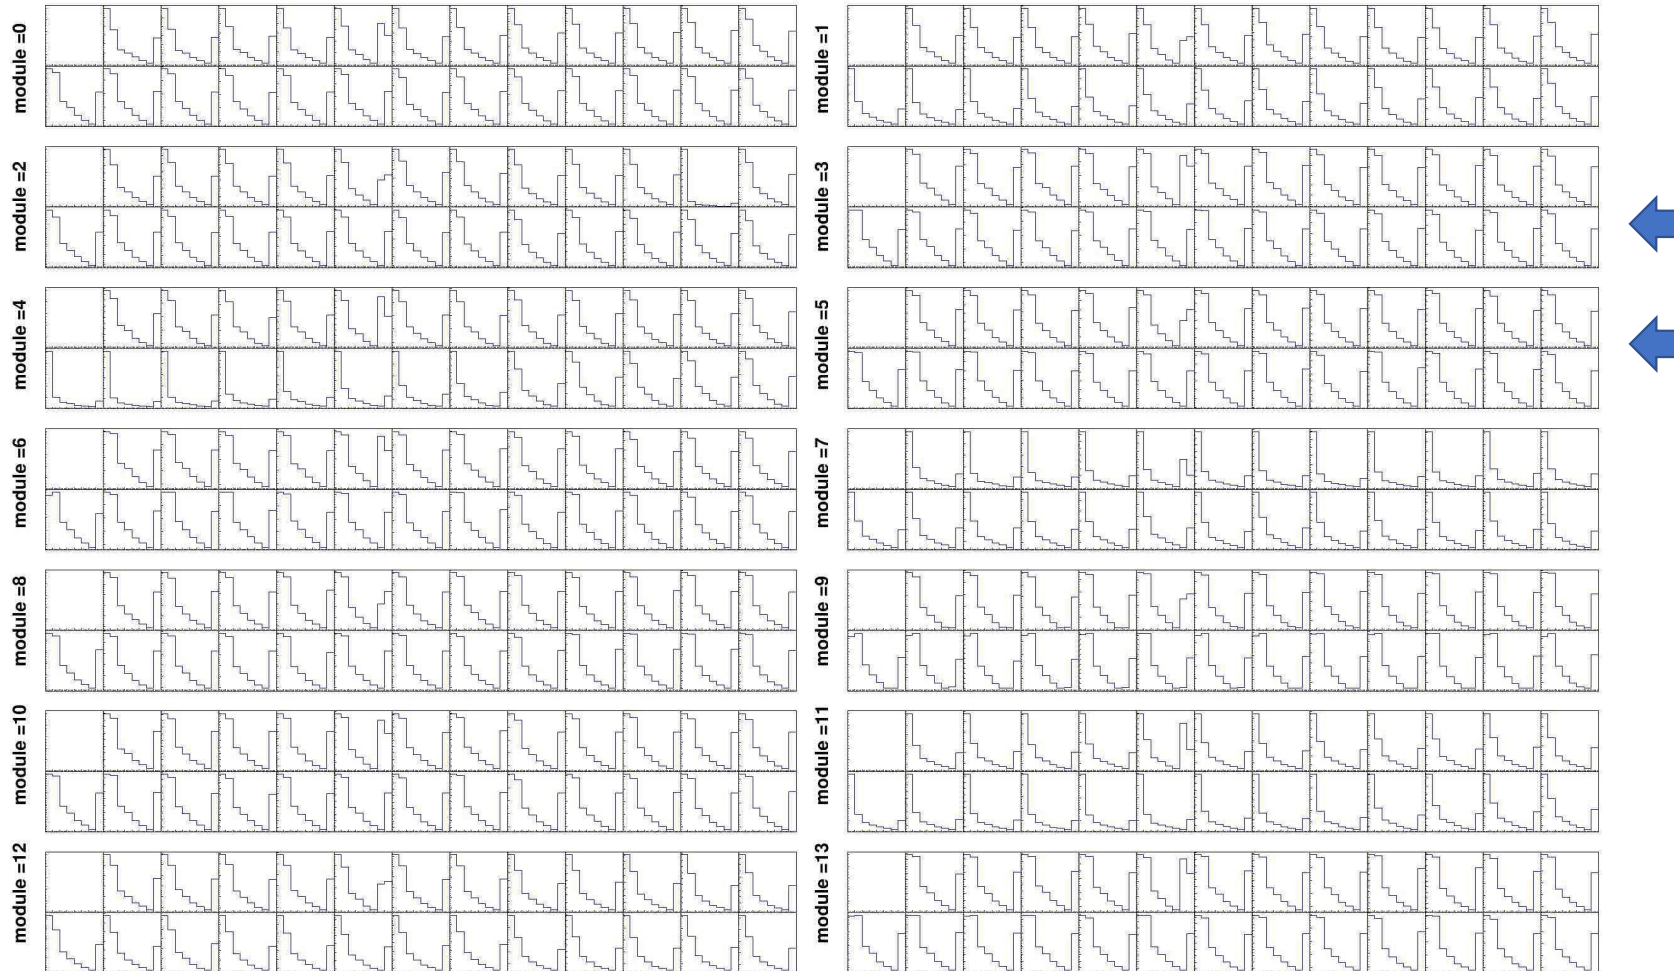 module =0
module =1
module =2
module =3
module =4
module =5
module =6
module =7
module =8
module =9
module =10
module =11
module =12
module =13